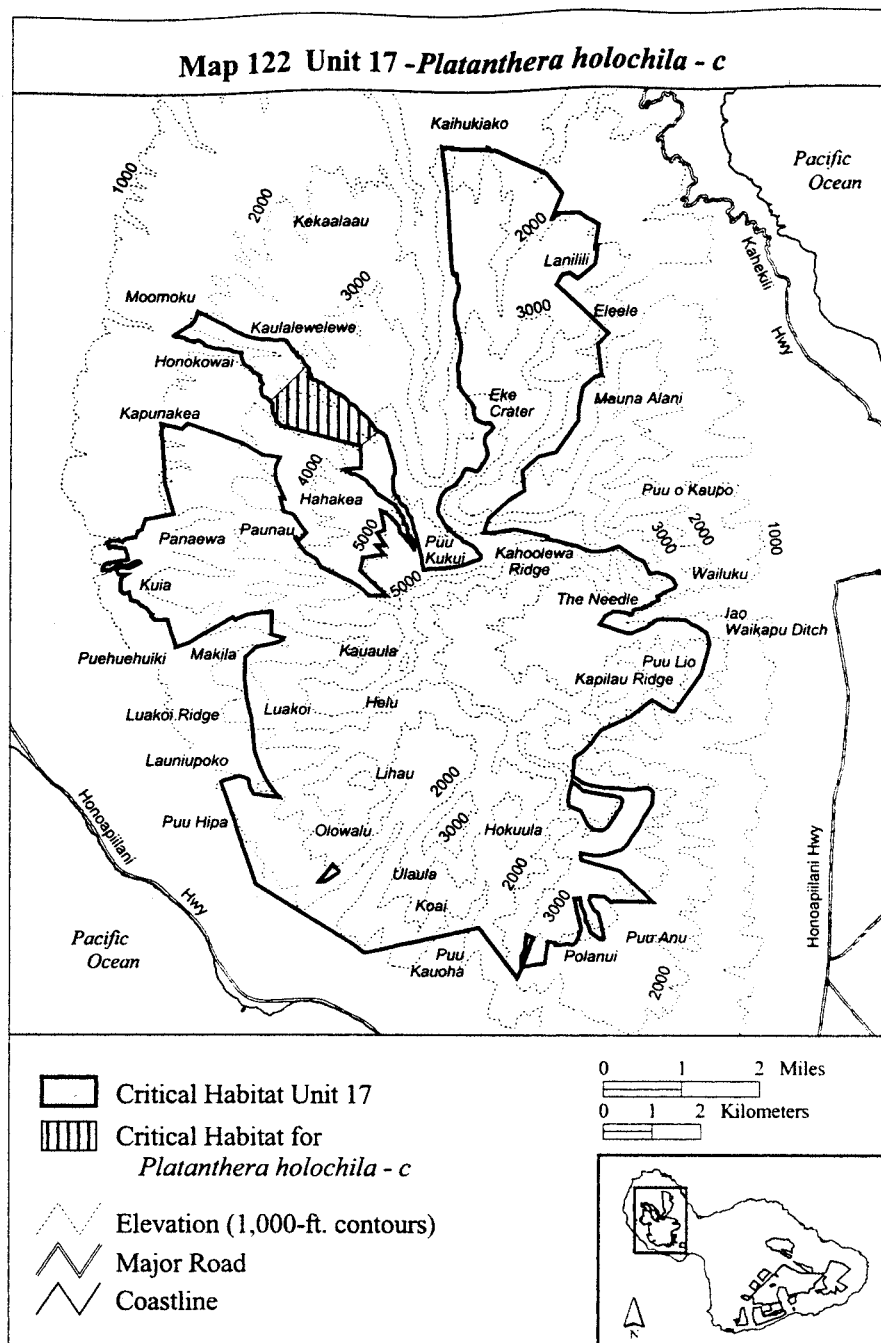 Map 122 Unit 17 - Platanthera holochila - c
Kaihukiako
Pacific
Ocean
1000
2000
Kekaalaau
2000
Lanilili
Kahekili
Hwy
3000
Moomoku
3000
Eleele
Kaulalewelewe
Honokowai
Eke
Crater
Mauna Alani
Kapunakea
4000
Hahakea
Puu o Kaupo
Panaewa
Paunau
5000
Puu
Kukui
Kahoolewa
Ridge
3000
2000
1000
Wailuku
Kuia
5000
The Needle
Iao
Waikapu Ditch
Puehuehuiki
Makila
Kauaula
Puu Lio
Kapilau Ridge
Luakoi Ridge
Luakoi
Helu
Launiupoko
Lihau
2000
Honoapiilani
Hwy
Puu Hipa
Olowalu
3000
Hokuula
Honoapiilani Hwy
Ulaula
2000
Koai
3000
Pacific
Ocean
Puu
Kauoha
Polanui
Puu Anu
2000
0 1 2 Miles
0 1 2 Kilometers
Critical Habitat Unit 17
Critical Habitat for
Platanthera holochila - c
Elevation (1,000-ft. contours)
Major Road
Coastline
N